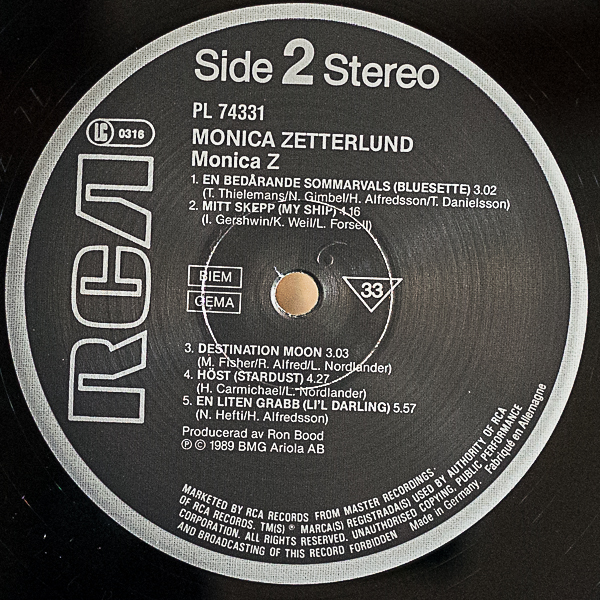 Side 2 Stereo
PL 74331
LC 0316
MONICA ZETTERLUND
Monica Z
1. EN BEDÅRANDE SOMMARVALS (BLUESETTE) 3.02
(T. Thielemans/N. Gimbel/H. Alfredsson/T. Danielsson)
2. MITT SKEPP (MY SHIP) 4.16
(I. Gershwin/K. Weil/L. Forsell)
RCA
BIEM
GEMA
33
3. DESTINATION MOON 3.03
(M. Fisher/R. Alfred/L. Nordlander)
4. HÖST (STARDUST) 4.27
(H. Carmichael/L. Nordlander)
5. EN LITEN GRABB (LI'L DARLING) 5.57
(N. Hefti/H. Alfredsson)
Producerad av Ron Bood
℗ © 1989 BMG Ariola AB
MARKETED BY RCA RECORDS FROM MASTER RECORDINGS.
OF RCA RECORDS. TM(S) ® MARCA(S) REGISTRADA(S) USED BY AUTHORITY OF RCA
CORPORATION. ALL RIGHTS RESERVED. UNAUTHORISED COPYING, PUBLIC PERFORMANCE
AND BROADCASTING OF THIS RECORD FORBIDDEN Made in Germany. Fabriqué en Allemagne